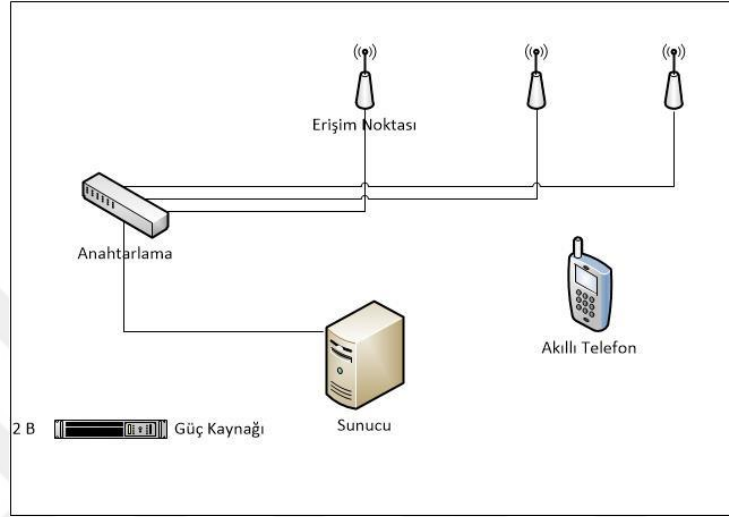 Erişim Noktası
Anahtarlama
Akıllı Telefon
Sunucu
2 B
Güç Kaynağı